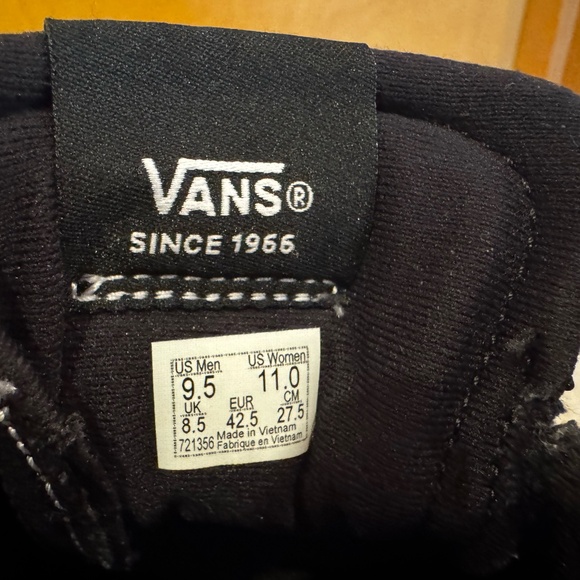 VANS®
SINCE 1966
US Men US Women
9.5 11.0
UK EUR CM
8.5 42.5 27.5
721356 Made in Vietnam
Fabrique en Vietnam